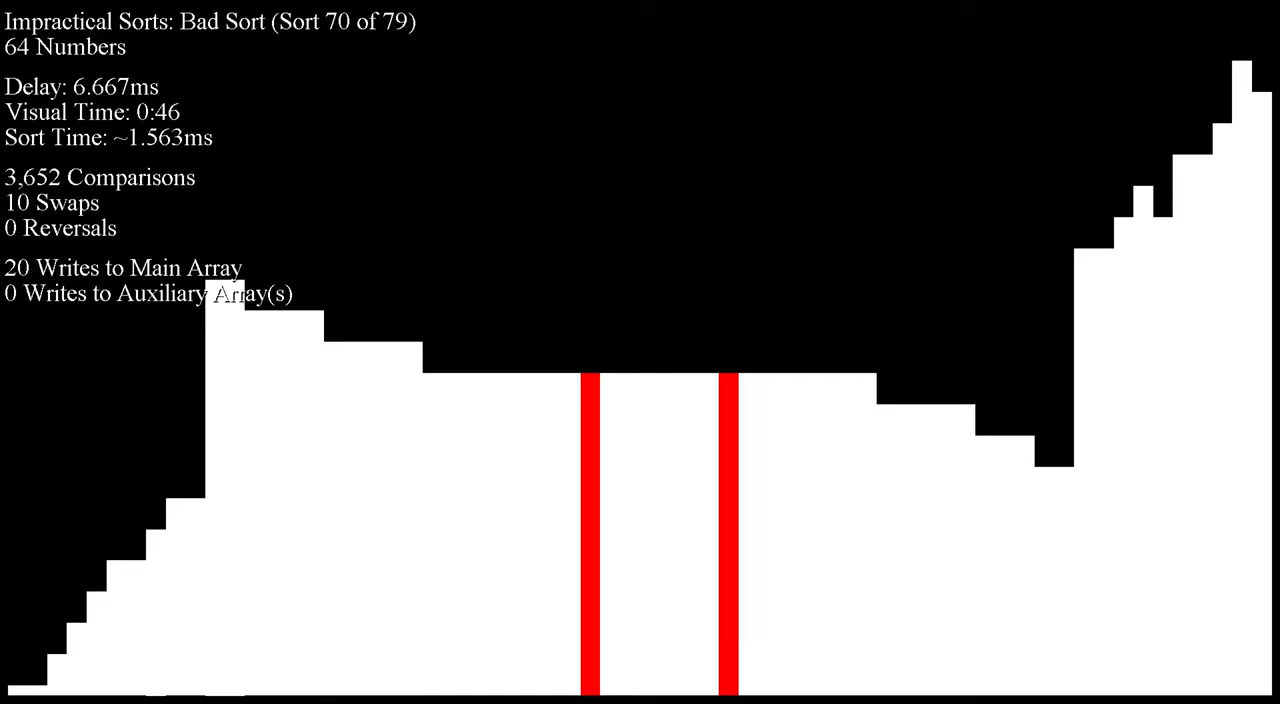 Impractical Sorts: Bad Sort (Sort 70 of 79)
64 Numbers
Delay: 6.667ms
Visual Time: 0:46
Sort Time: ~1.563ms
3,652 Comparisons
10 Swaps
0 Reversals
20 Writes to Main Array
0 Writes to Auxiliary Array(s)